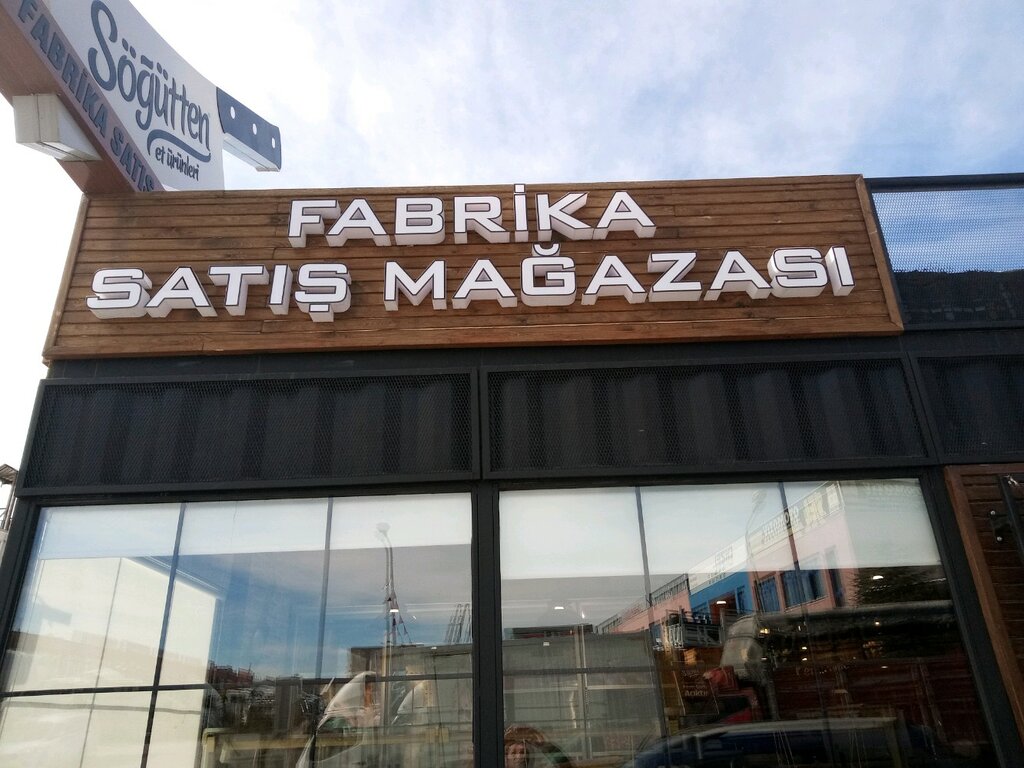 Söğütten
et ürünleri
FABRİKA SATIŞ
FABRİKA
SATIŞ MAĞAZASI